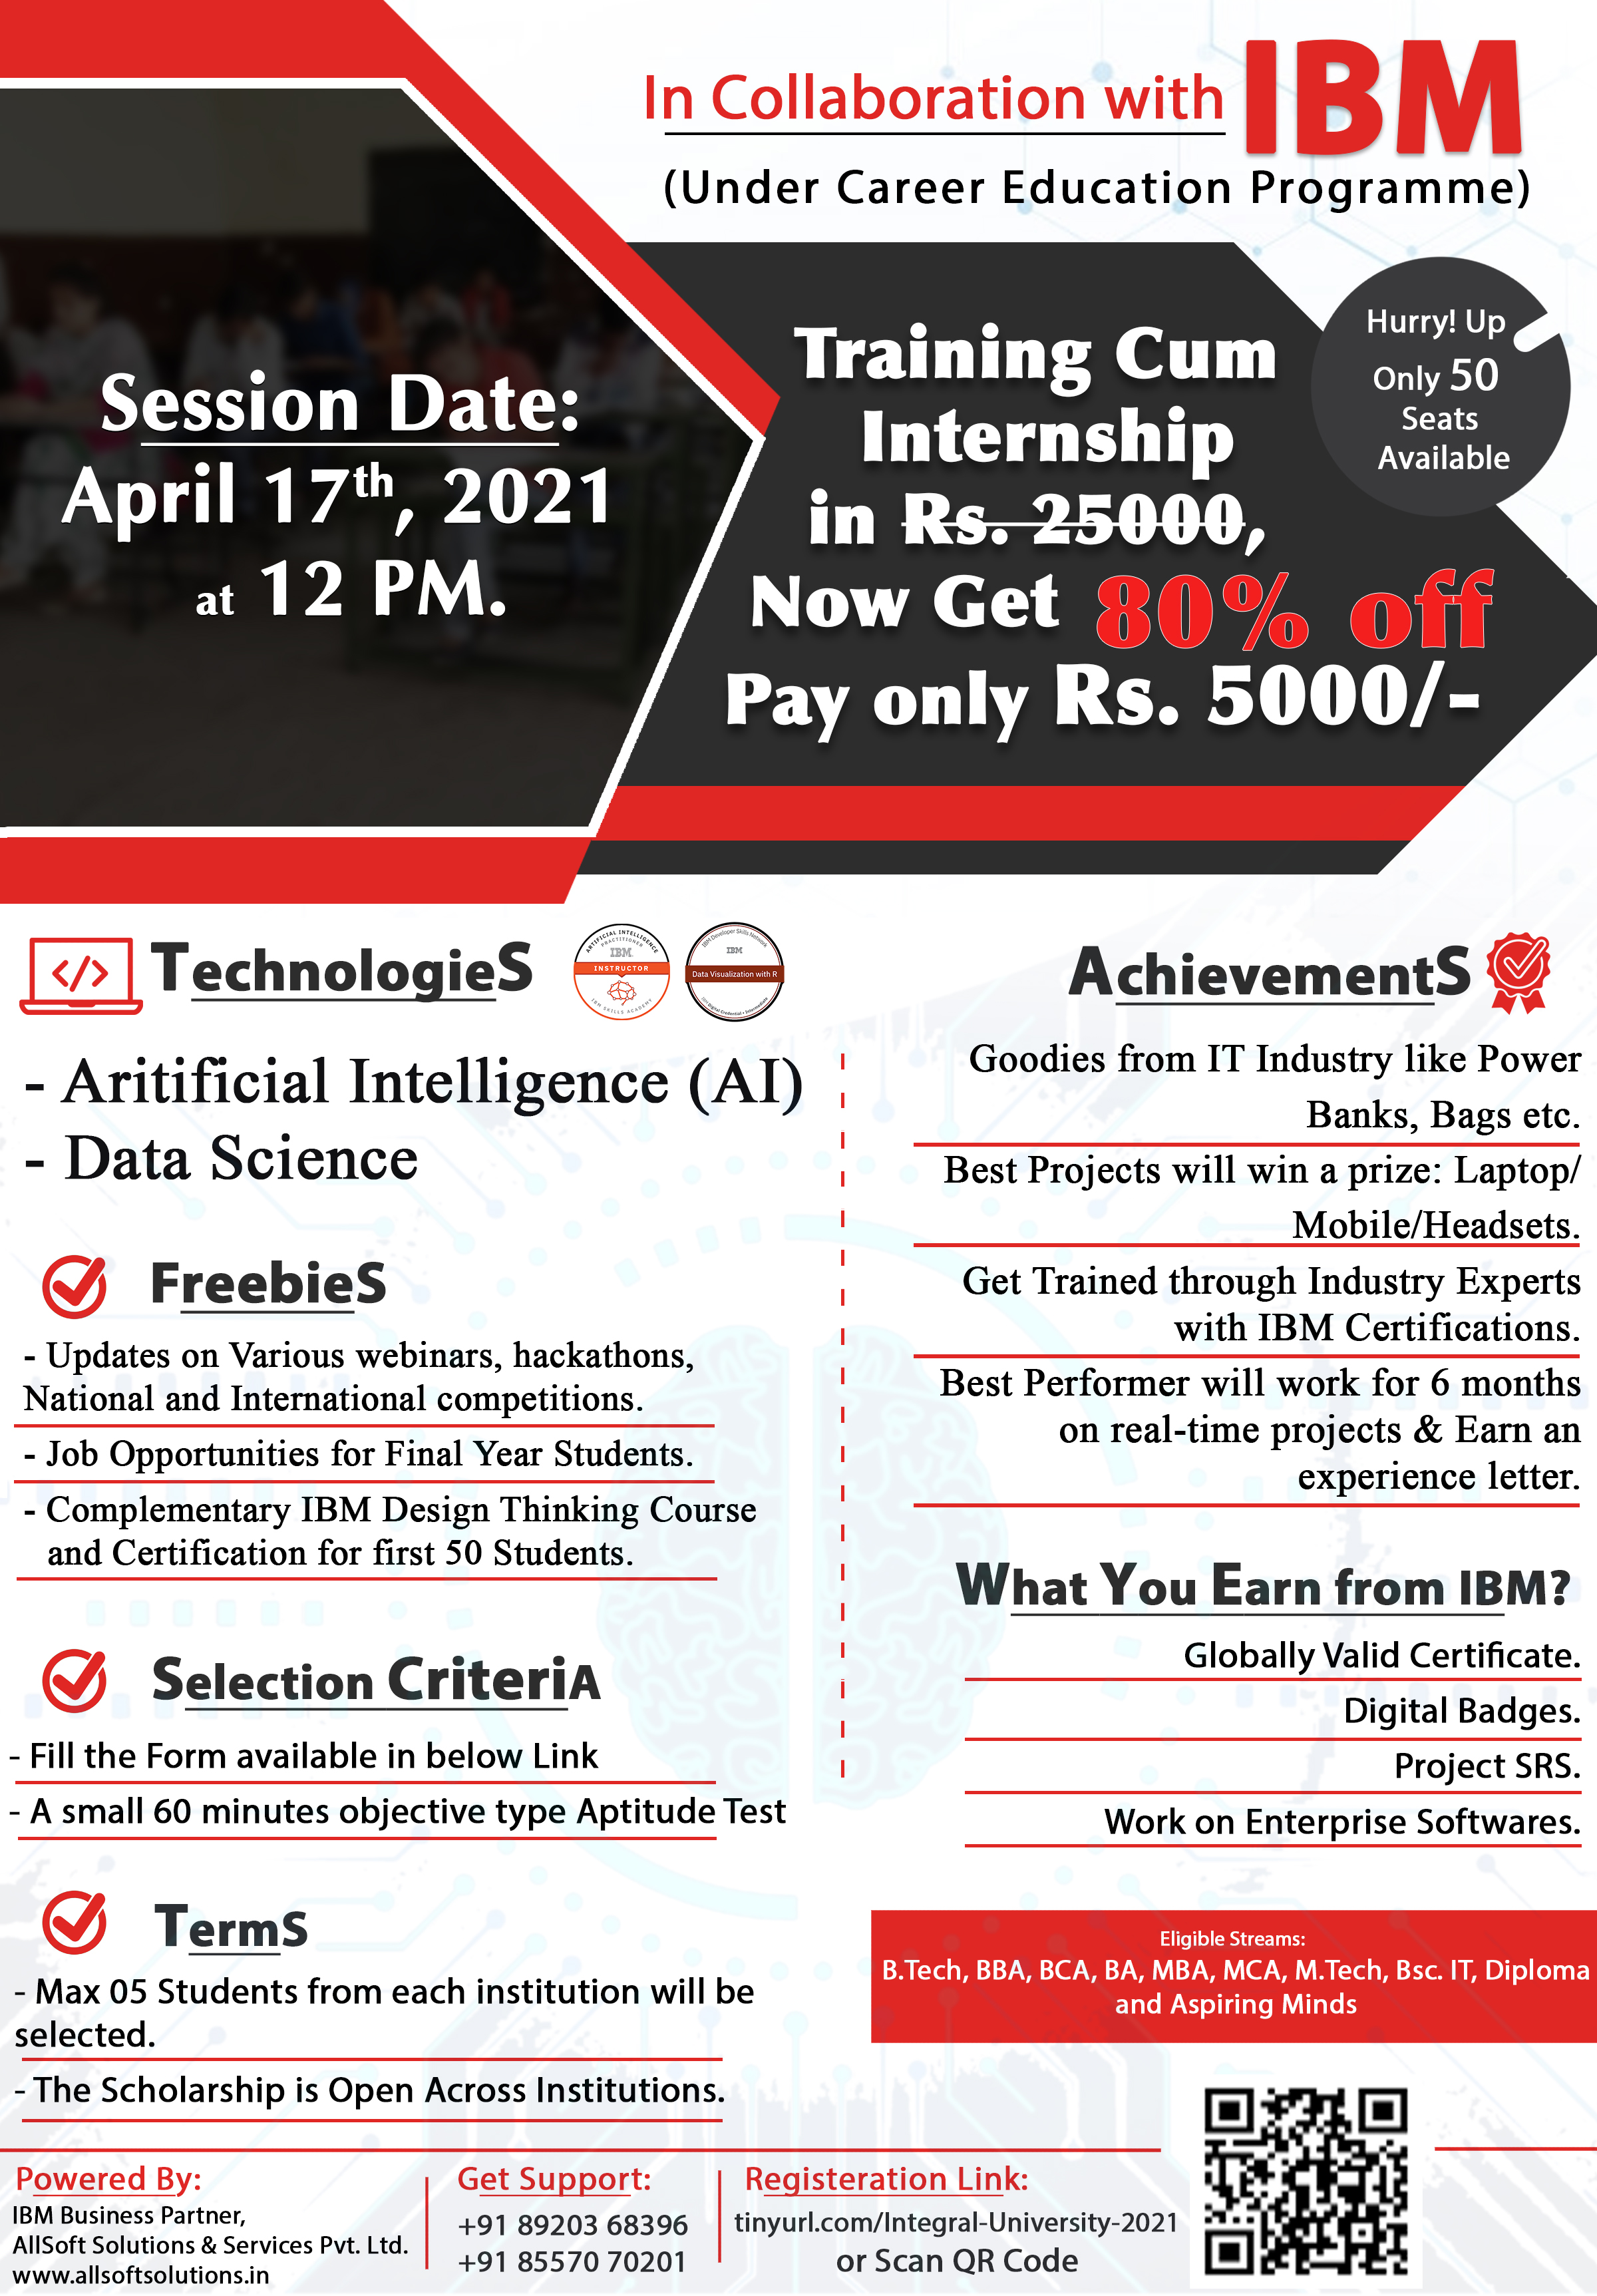 In Collaboration with IBM
(Under Career Education Programme)
Session Date:
April 17th, 2021
at 12 PM.
Training Cum
Internship
in Rs. 25000,
Now Get 80% off
Pay only Rs. 5000/-
Hurry! Up
Only 50
Seats
Available
TechnologieS
ARTIFICIAL INTELLIGENCE
PRACTITIONER
IBM.
INSTRUCTOR
IBM SKILLS ACADEMY
IBM Developer Skills Network
IBM
Data Visualization with R
IBM Digital Credential • Intermediate
- Aritificial Intelligence (AI)
- Data Science
FreebieS
- Updates on Various webinars, hackathons,
National and International competitions.
- Job Opportunities for Final Year Students.
- Complementary IBM Design Thinking Course
and Certification for first 50 Students.
Selection CriteriA
- Fill the Form available in below Link
- A small 60 minutes objective type Aptitude Test
TermS
- Max 05 Students from each institution will be
selected.
- The Scholarship is Open Across Institutions.
AchievementS
Goodies from IT Industry like Power
Banks, Bags etc.
Best Projects will win a prize: Laptop/
Mobile/Headsets.
Get Trained through Industry Experts
with IBM Certifications.
Best Performer will work for 6 months
on real-time projects & Earn an
experience letter.
What You Earn from IBM?
Globally Valid Certificate.
Digital Badges.
Project SRS.
Work on Enterprise Softwares.
Eligible Streams:
B.Tech, BBA, BCA, BA, MBA, MCA, M.Tech, Bsc. IT, Diploma
and Aspiring Minds
Powered By:
IBM Business Partner,
AllSoft Solutions & Services Pvt. Ltd.
www.allsoftsolutions.in
Get Support:
+91 89203 68396
+91 85570 70201
Registeration Link:
tinyurl.com/Integral-University-2021
or Scan QR Code